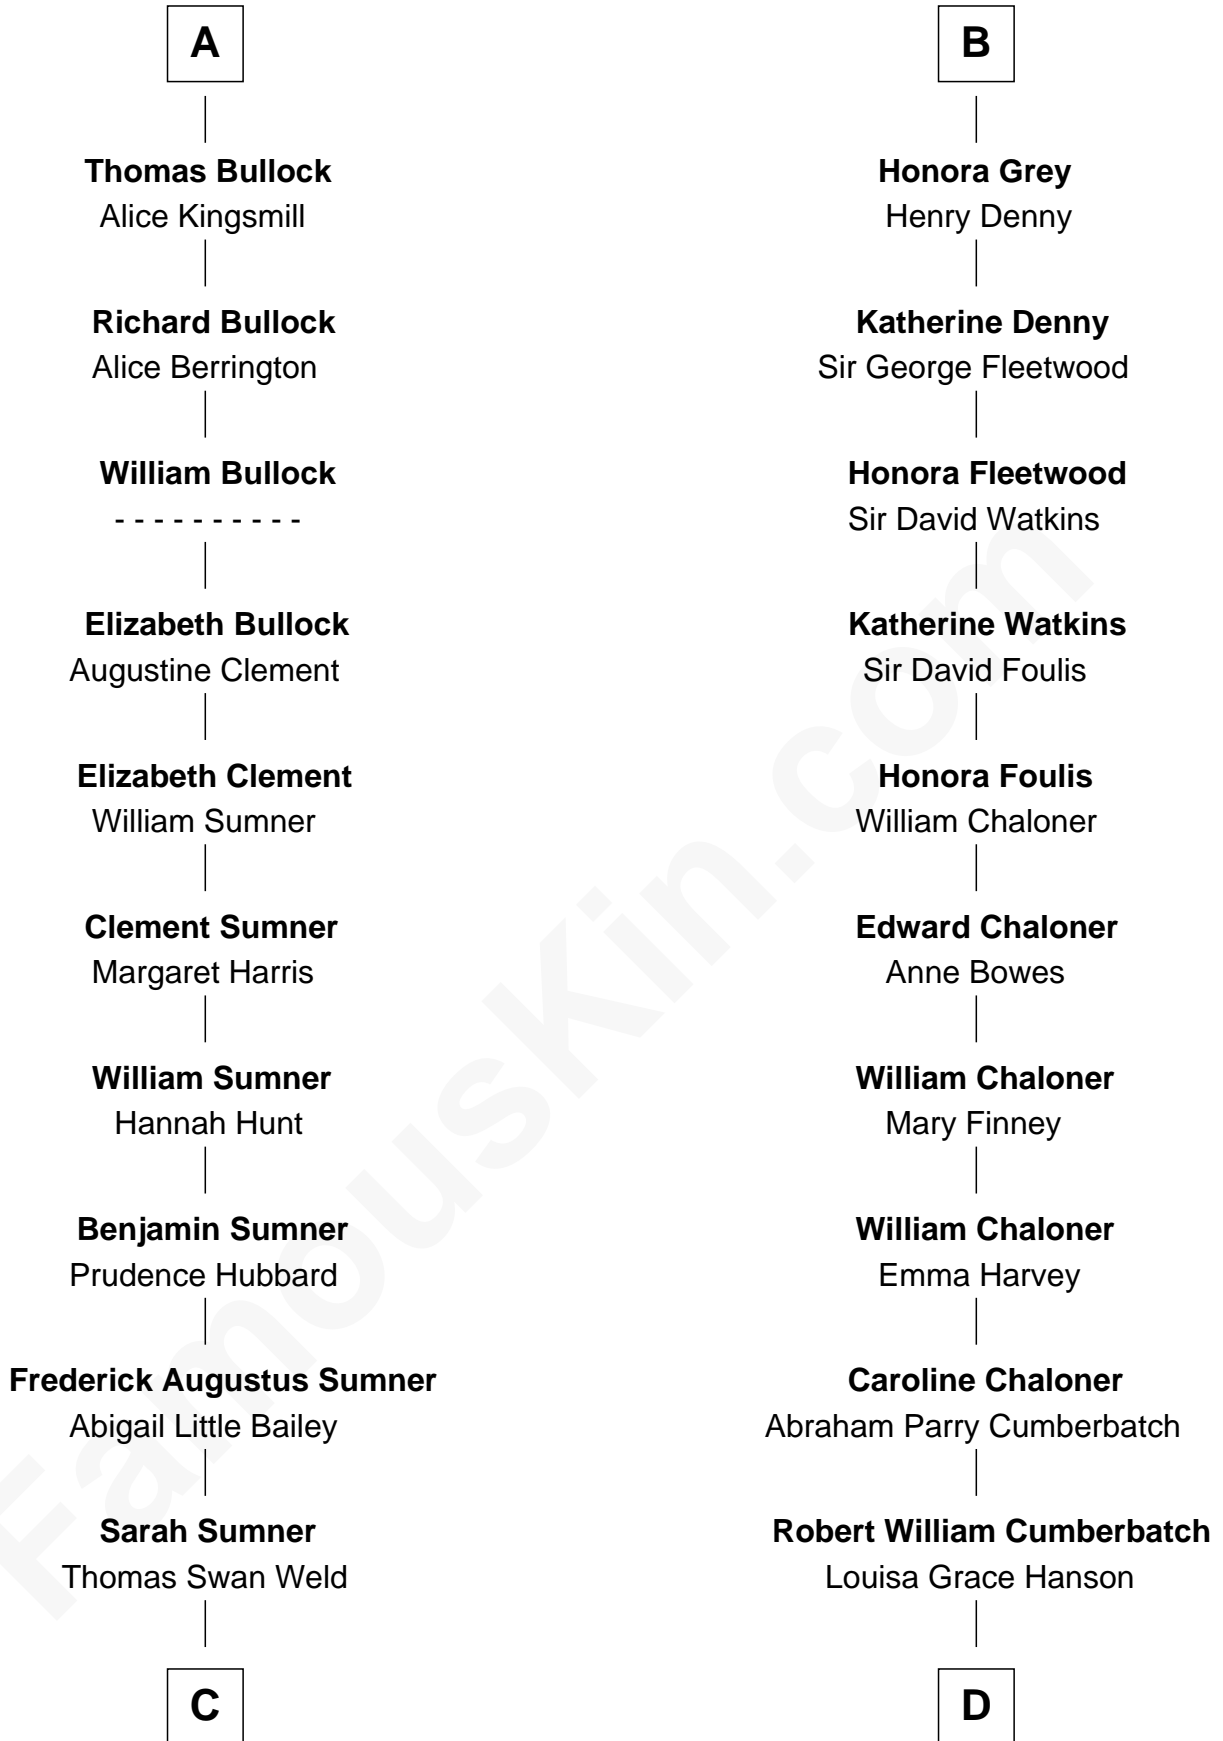 A
Thomas Bullock
Alice Kingsmill
Richard Bullock
Alice Berrington
William Bullock
- - - - - - - - - -
Elizabeth Bullock
Augustine Clement
Elizabeth Clement
William Sumner
Clement Sumner
Margaret Harris
William Sumner
Hannah Hunt
Benjamin Sumner
Prudence Hubbard
Frederick Augustus Sumner
Abigail Little Bailey
Sarah Sumner
Thomas Swan Weld
C
B
Honora Grey
Henry Denny
Katherine Denny
Sir George Fleetwood
Honora Fleetwood
Sir David Watkins
Katherine Watkins
Sir David Foulis
Honora Foulis
William Chaloner
Edward Chaloner
Anne Bowes
William Chaloner
Mary Finney
William Chaloner
Emma Harvey
Caroline Chaloner
Abraham Parry Cumberbatch
Robert William Cumberbatch
Louisa Grace Hanson
D
FamousKin.com